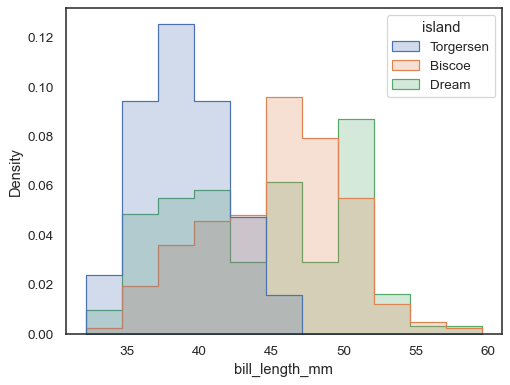 island
Torgersen
Biscoe
Dream
Density
0.12
0.10
0.08
0.06
0.04
0.02
0.00
35 40 45 50 55 60
bill_length_mm